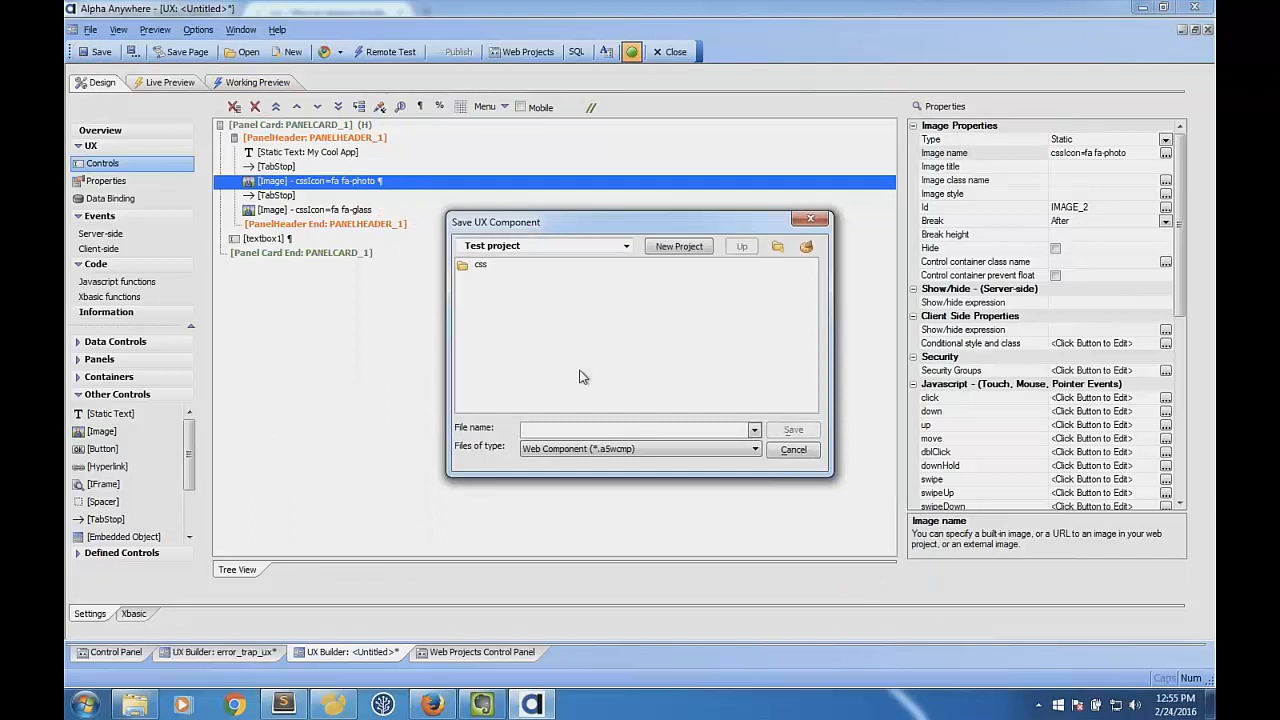 Alpha Anywhere - [UX: <Untitled>*]
File View Preview Options Window Help
Save Save Page Open New Remote Test Publish Web Projects SQL Close
Design Live Preview Working Preview
Menu Mobile
Properties
Overview
UX
Controls
Properties
Data Binding
Events
Server-side
Client-side
Code
Javascript functions
Xbasic functions
Information
Data Controls
Panels
Containers
Other Controls
[Static Text]
[Image]
[Button]
[Hyperlink]
[IFrame]
[Spacer]
[TabStop]
[Embedded Object]
Defined Controls
[Panel Card: PANELCARD_1] (H)
[PanelHeader: PANELHEADER_1]
[Static Text: My Cool App]
[TabStop]
[Image] - cssIcon=fa fa-photo ¶
[TabStop]
[Image] - cssIcon=fa fa-glass
[PanelHeader End: PANELHEADER_1]
[textbox1] ¶
[Panel Card End: PANELCARD_1]
Save UX Component
Test project New Project Up
css
File name: Save
Files of type: Web Component (*.a5wcmp) Cancel
Image Properties
Type Static
Image name cssIcon=fa fa-photo
Image title
Image class name
Image style
Id IMAGE_2
Break After
Break height
Hide
Control container class name
Control container prevent float
Show/hide - (Server-side)
Show/hide expression
Client Side Properties
Show/hide expression
Conditional style and class <Click Button to Edit>
Security
Security Groups <Click Button to Edit>
Javascript - (Touch, Mouse, Pointer Events)
click <Click Button to Edit>
down <Click Button to Edit>
up <Click Button to Edit>
move <Click Button to Edit>
dblClick <Click Button to Edit>
downHold <Click Button to Edit>
swipe <Click Button to Edit>
swipeUp <Click Button to Edit>
swipeDown <Click Button to Edit>
Image name
You can specify a built-in image, or a URL to an image in your web
project, or an external image.
Tree View
Settings Xbasic
Control Panel UX Builder: error_trap_ux* UX Builder: <Untitled>* Web Projects Control Panel
Caps Num
12:55 PM
2/24/2016